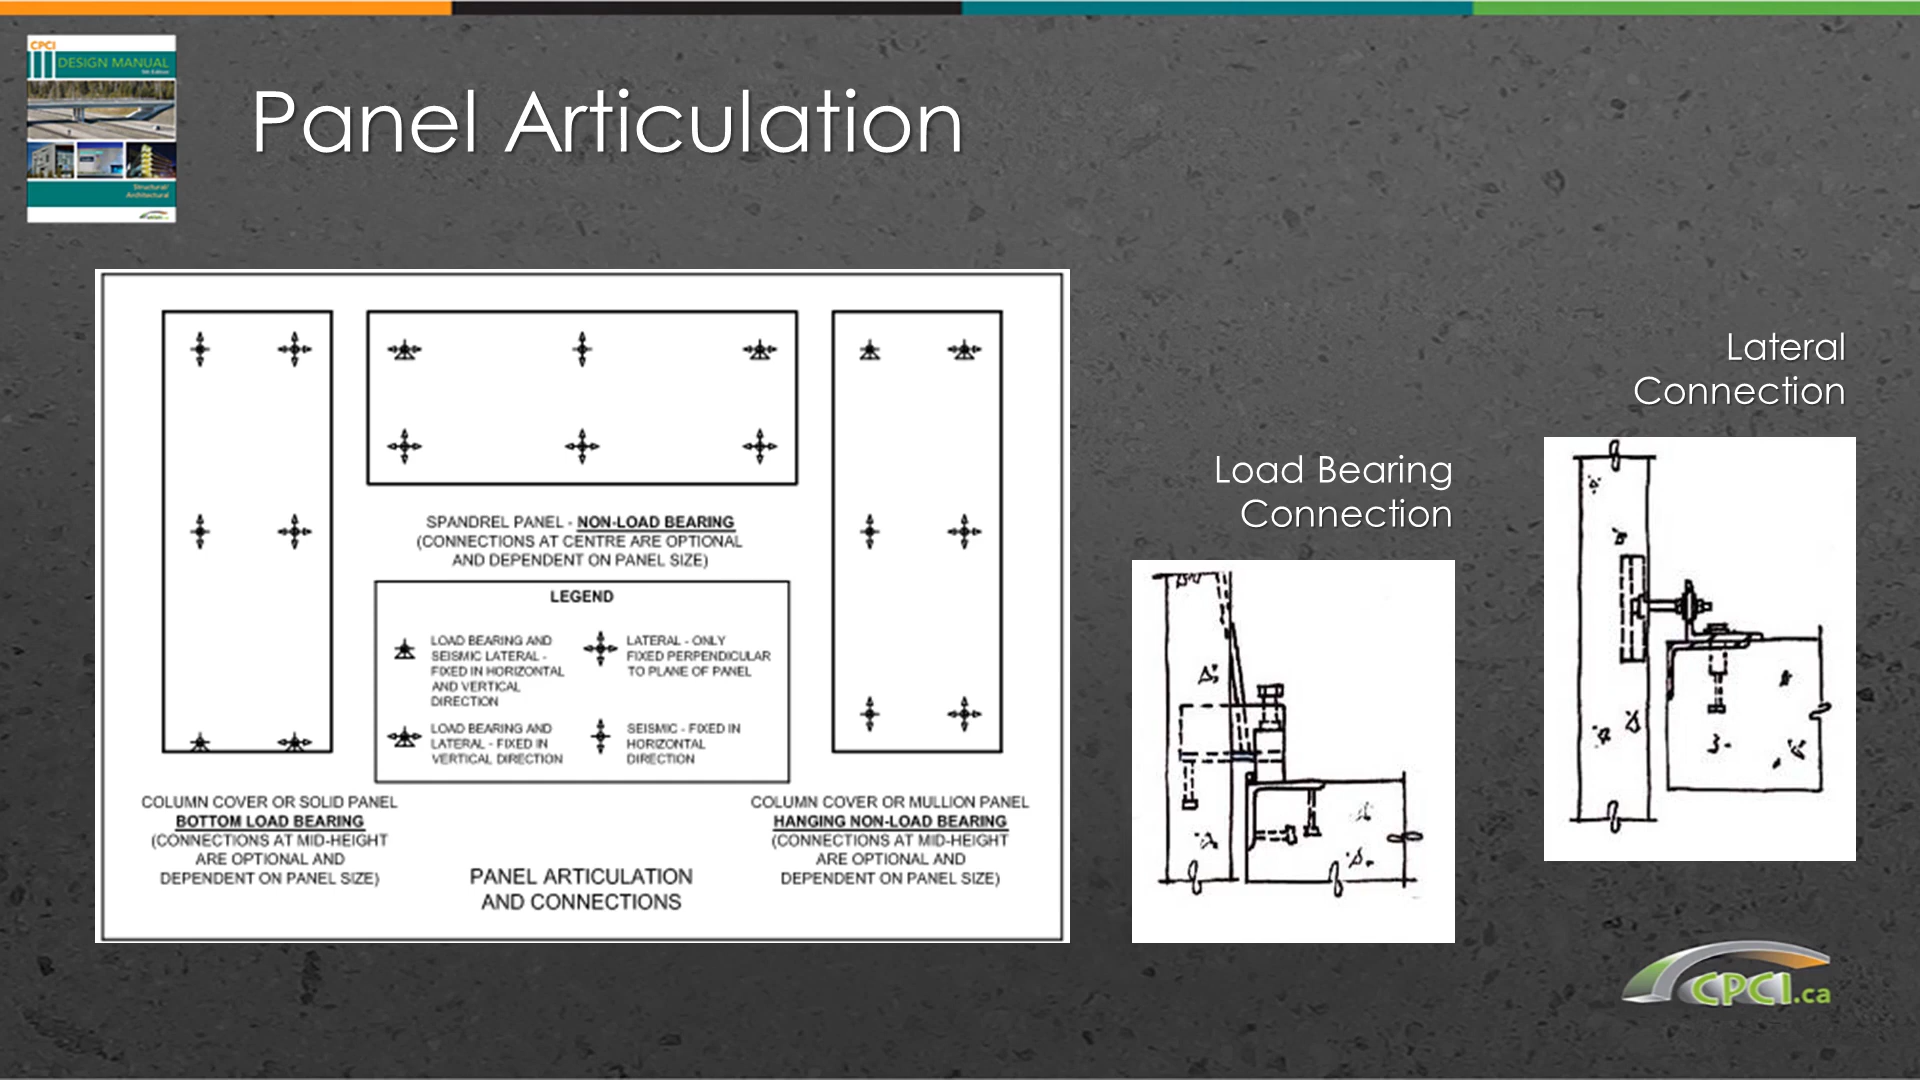 CPCI
DESIGN MANUAL
5th Edition
Structural/
Architectural
Panel Articulation
SPANDREL PANEL - NON-LOAD BEARING
(CONNECTIONS AT CENTRE ARE OPTIONAL
AND DEPENDENT ON PANEL SIZE)
LEGEND
LOAD BEARING AND
SEISMIC LATERAL -
FIXED IN HORIZONTAL
AND VERTICAL
DIRECTION
LATERAL - ONLY
FIXED PERPENDICULAR
TO PLANE OF PANEL
LOAD BEARING AND
LATERAL - FIXED IN
VERTICAL DIRECTION
SEISMIC - FIXED IN
HORIZONTAL
DIRECTION
COLUMN COVER OR SOLID PANEL
BOTTOM LOAD BEARING
(CONNECTIONS AT MID-HEIGHT
ARE OPTIONAL AND
DEPENDENT ON PANEL SIZE)
PANEL ARTICULATION
AND CONNECTIONS
COLUMN COVER OR MULLION PANEL
HANGING NON-LOAD BEARING
(CONNECTIONS AT MID-HEIGHT
ARE OPTIONAL AND
DEPENDENT ON PANEL SIZE)
Load Bearing
Connection
Lateral
Connection
CPCI.ca